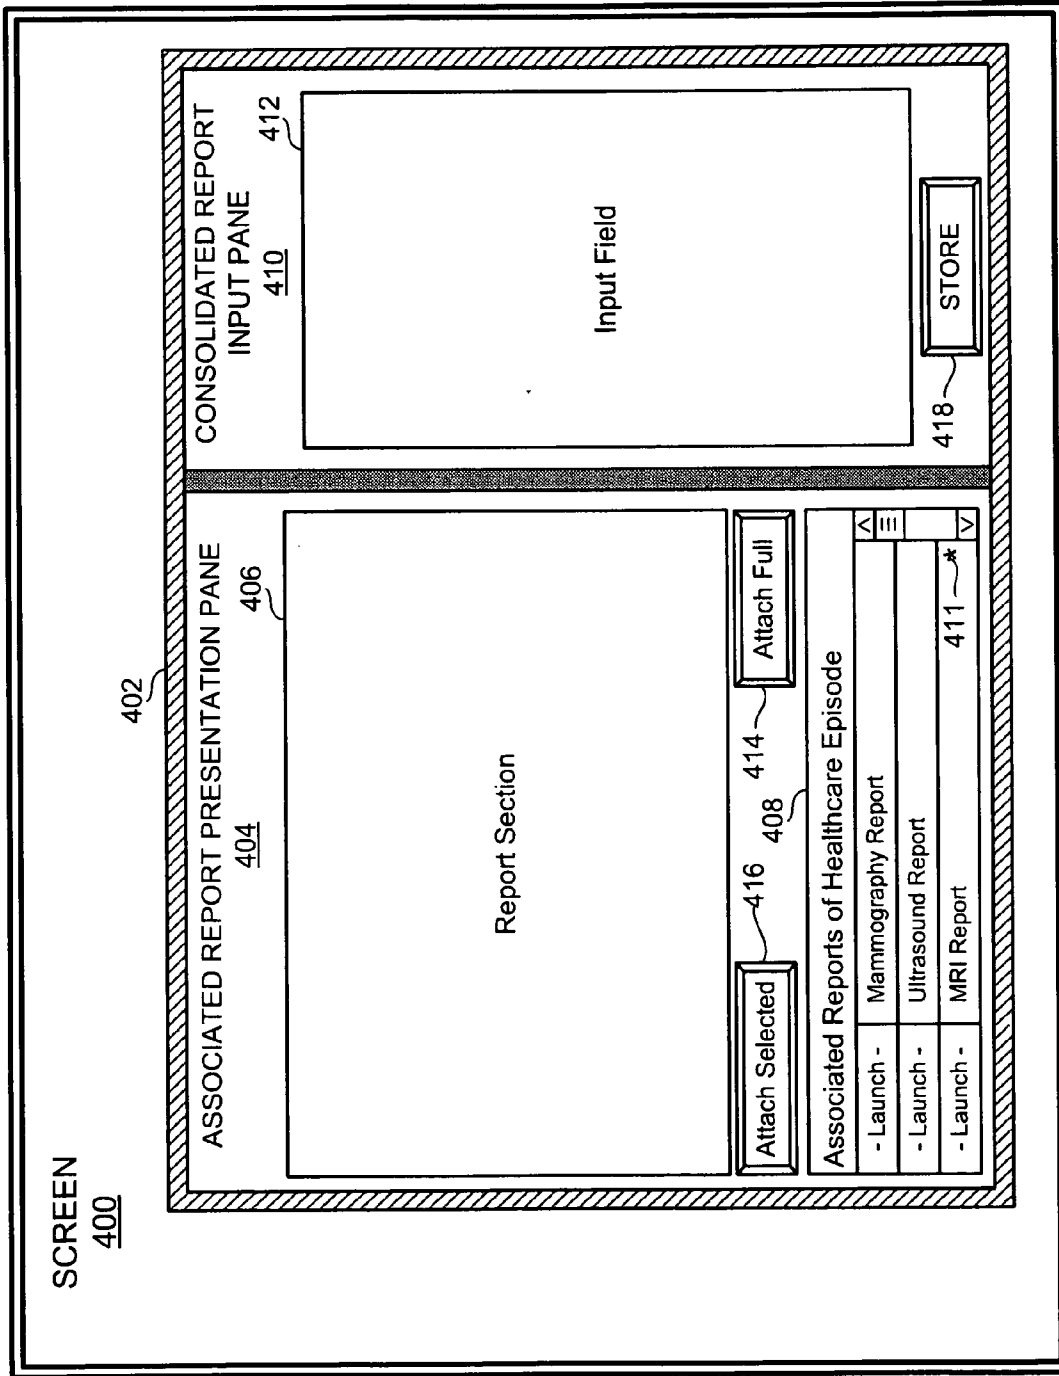 SCREEN
400
402
ASSOCIATED REPORT PRESENTATION PANE
404
406
Report Section
Attach Selected
416
414
Attach Full
408
Associated Reports of Healthcare Episode
- Launch - Mammography Report
- Launch - Ultrasound Report
- Launch - MRI Report 411 *
CONSOLIDATED REPORT
INPUT PANE
410
412
Input Field
418
STORE